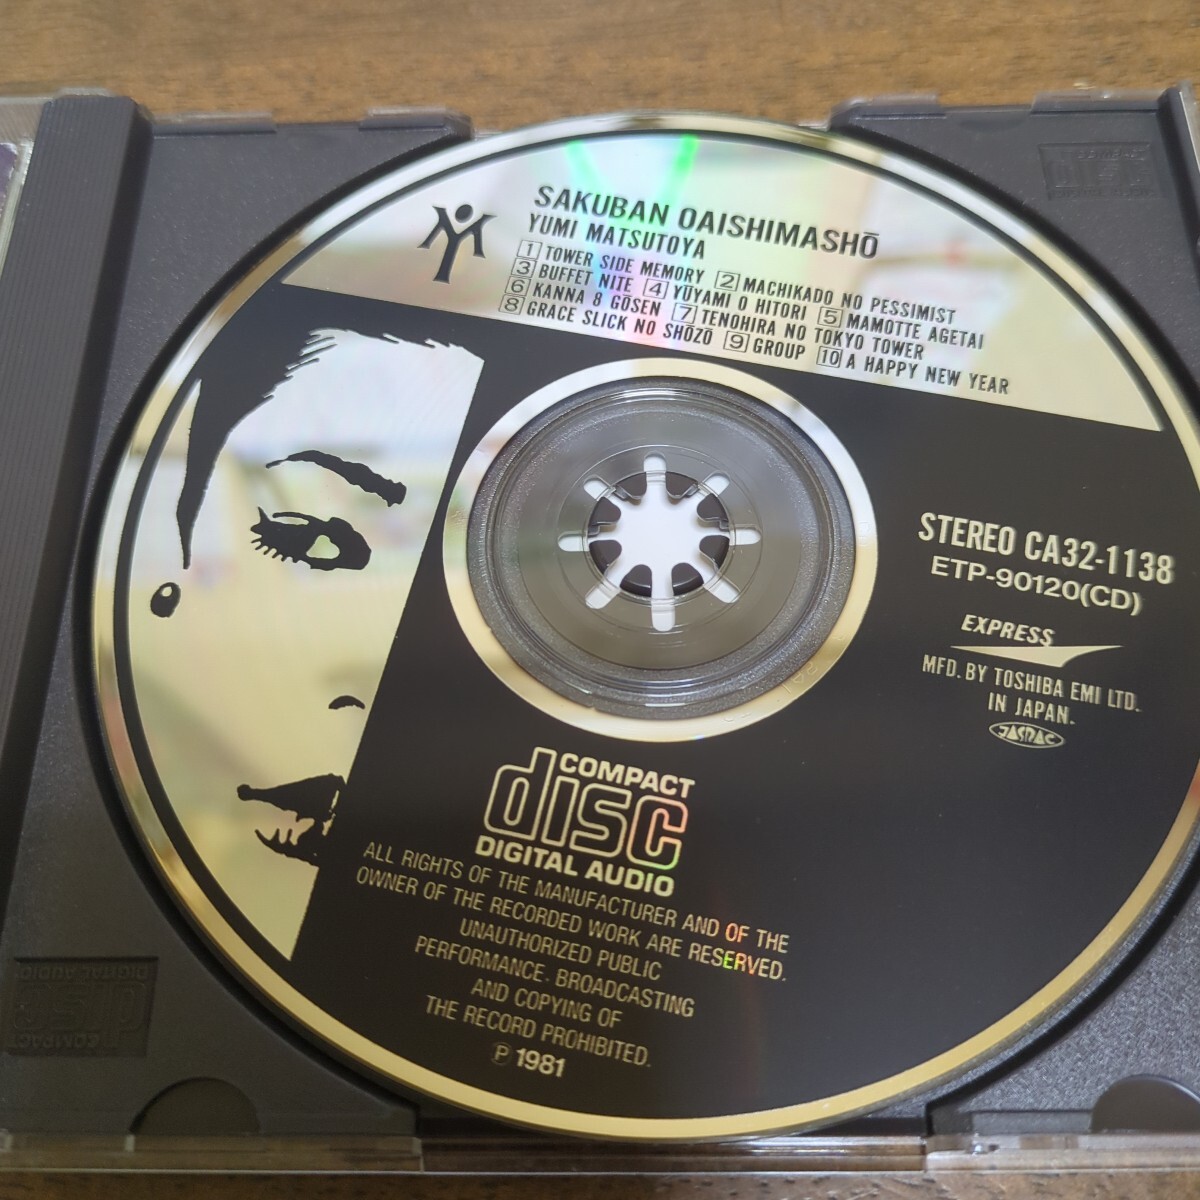 SAKUBAN OAISHIMASHŌ
YUMI MATSUTOYA
1 TOWER SIDE MEMORY 2 MACHIKADO NO PESSIMIST
3 BUFFET NITE 4 YŪYAMI O HITORI 5 MAMOTTE AGETAI
6 KANNA 8 GŌSEN 7 TENOHIRA NO TOKYO TOWER
8 GRACE SLICK NO SHŌZŌ 9 GROUP 10 A HAPPY NEW YEAR
STEREO CA32-1138
ETP-90120(CD)
EXPRESS
MFD. BY TOSHIBA EMI LTD.
IN JAPAN.
JASRAC
COMPACT
disc
DIGITAL AUDIO
ALL RIGHTS OF THE MANUFACTURER AND OF THE
OWNER OF THE RECORDED WORK ARE RESERVED.
UNAUTHORIZED PUBLIC
PERFORMANCE. BROADCASTING
AND COPYING OF
THE RECORD PROHIBITED.
Ⓟ 1981
COMPACT
disc
DIGITAL AUDIO